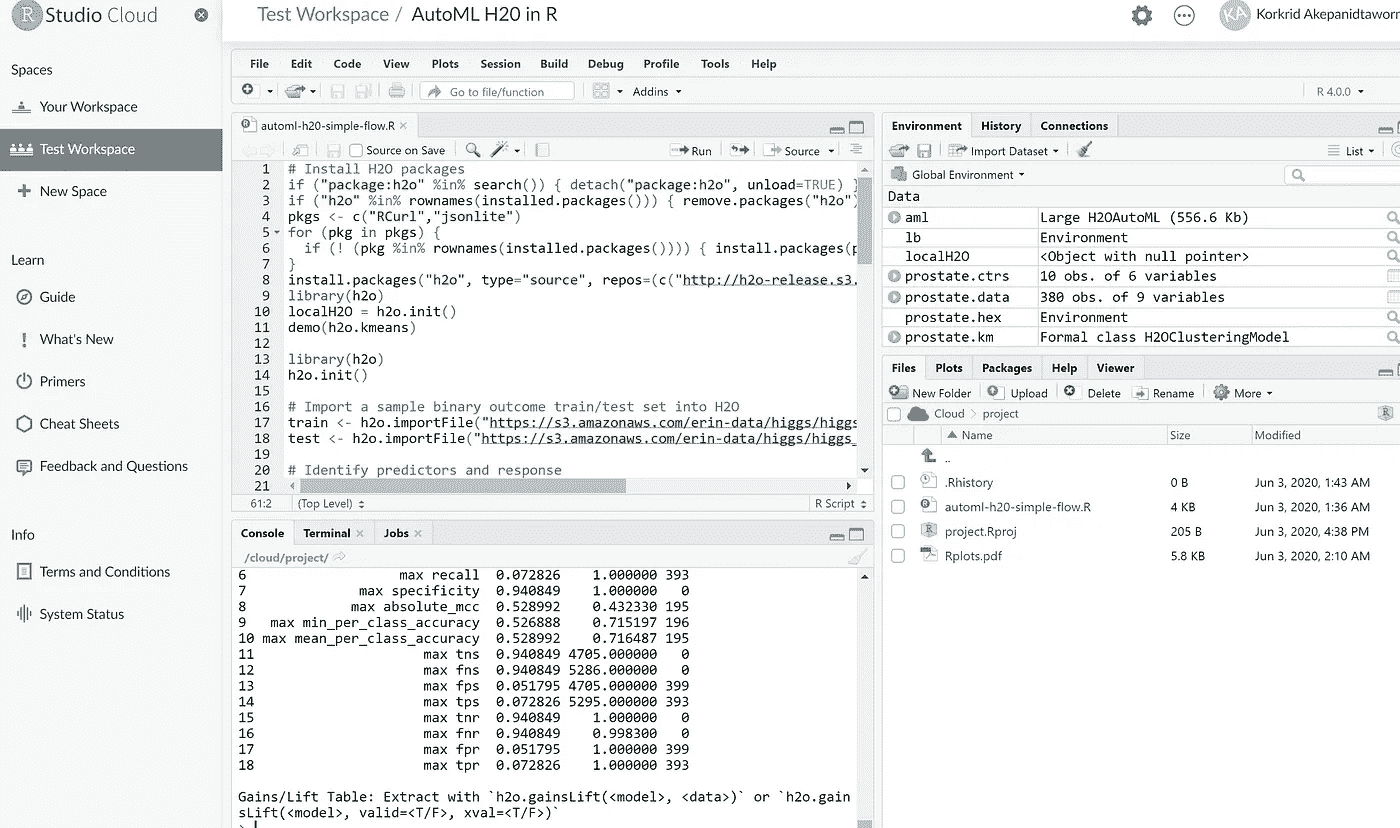 R Studio Cloud
Test Workspace / AutoML H20 in R
KA Korkrid Akepanidtaworn
Spaces
Your Workspace
Test Workspace
New Space
Learn
Guide
What's New
Primers
Cheat Sheets
Feedback and Questions
Info
Terms and Conditions
System Status
File Edit Code View Plots Session Build Debug Profile Tools Help
Go to file/function Addins R 4.0.0
automl-h20-simple-flow.R
Source on Save Run Source
1 # Install H2O packages
2 if ("package:h2o" %in% search()) { detach("package:h2o", unload=TRUE) }
3 if ("h2o" %in% rownames(installed.packages())) { remove.packages("h2o")
4 pkgs <- c("RCurl","jsonlite")
5 for (pkg in pkgs) {
6 if (! (pkg %in% rownames(installed.packages()))) { install.packages(p
7 }
8 install.packages("h2o", type="source", repos=(c("http://h2o-release.s3.
9 library(h2o)
10 localH2O = h2o.init()
11 demo(h2o.kmeans)
12
13 library(h2o)
14 h2o.init()
15
16 # Import a sample binary outcome train/test set into H2O
17 train <- h2o.importFile("https://s3.amazonaws.com/erin-data/higgs/higgs
18 test <- h2o.importFile("https://s3.amazonaws.com/erin-data/higgs/higgs_
19
20 # Identify predictors and response
21
61:2 (Top Level) R Script
Console Terminal Jobs
/cloud/project/
6 max recall 0.072826 1.000000 393
7 max specificity 0.940849 1.000000 0
8 max absolute_mcc 0.528992 0.432330 195
9 max min_per_class_accuracy 0.526888 0.715197 196
10 max mean_per_class_accuracy 0.528992 0.716487 195
11 max tns 0.940849 4705.000000 0
12 max fns 0.940849 5286.000000 0
13 max fps 0.051795 4705.000000 399
14 max tps 0.072826 5295.000000 393
15 max tnr 0.940849 1.000000 0
16 max fnr 0.940849 0.998300 0
17 max fpr 0.051795 1.000000 399
18 max tpr 0.072826 1.000000 393
Gains/Lift Table: Extract with `h2o.gainsLift(<model>, <data>)` or `h2o.gain
sLift(<model>, valid=<T/F>, xval=<T/F>)`
>
Environment History Connections
Import Dataset List
Global Environment
Data
aml Large H2OAutoML (556.6 Kb)
lb Environment
localH2O <Object with null pointer>
prostate.ctrs 10 obs. of 6 variables
prostate.data 380 obs. of 9 variables
prostate.hex Environment
prostate.km Formal class H2OClusteringModel
Files Plots Packages Help Viewer
New Folder Upload Delete Rename More
Cloud project R
Name Size Modified
..
.Rhistory 0 B Jun 3, 2020, 1:43 AM
automl-h20-simple-flow.R 4 KB Jun 3, 2020, 1:36 AM
project.Rproj 205 B Jun 3, 2020, 4:38 PM
Rplots.pdf 5.8 KB Jun 3, 2020, 2:10 AM